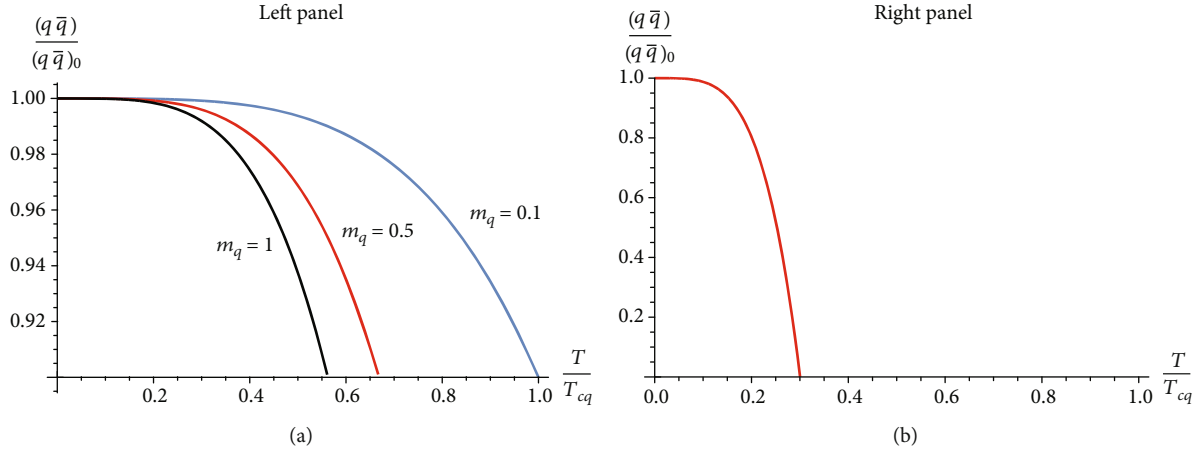 Left panel
(q q̄)
(q q̄)₀
1.00
0.98
0.96
0.94
0.92
m_q = 0.1
m_q = 0.5
m_q = 1
0.2
0.4
0.6
0.8
1.0
T
T_cq
(a)
Right panel
(q q̄)
(q q̄)₀
1.0
0.8
0.6
0.4
0.2
0.0
0.2
0.4
0.6
0.8
1.0
T
T_cq
(b)